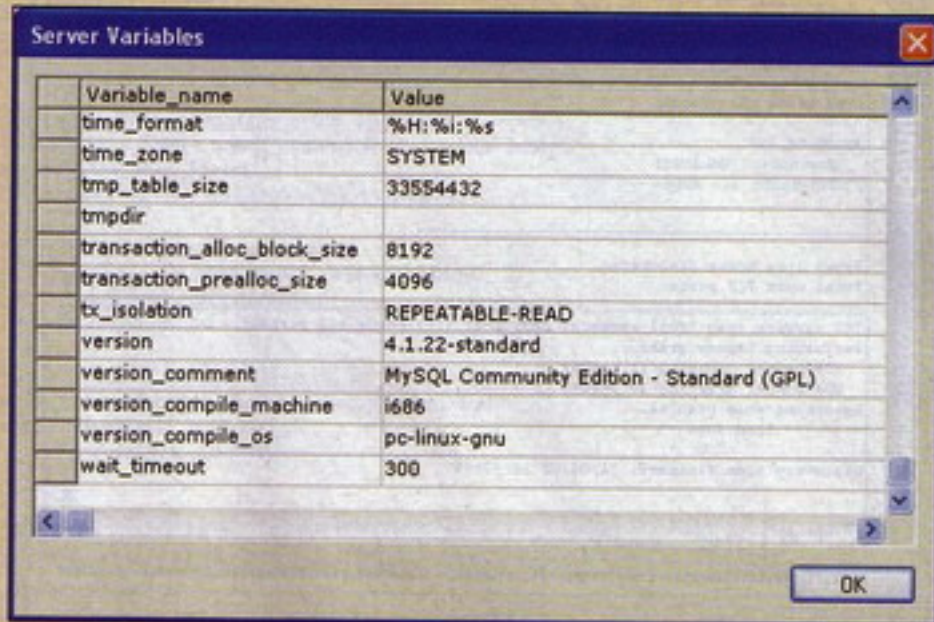 Server Variables
Variable_name Value
time_format %H:%i:%s
time_zone SYSTEM
tmp_table_size 33554432
tmpdir
transaction_alloc_block_size 8192
transaction_prealloc_size 4096
tx_isolation REPEATABLE-READ
version 4.1.22-standard
version_comment MySQL Community Edition - Standard (GPL)
version_compile_machine i686
version_compile_os pc-linux-gnu
wait_timeout 300
OK